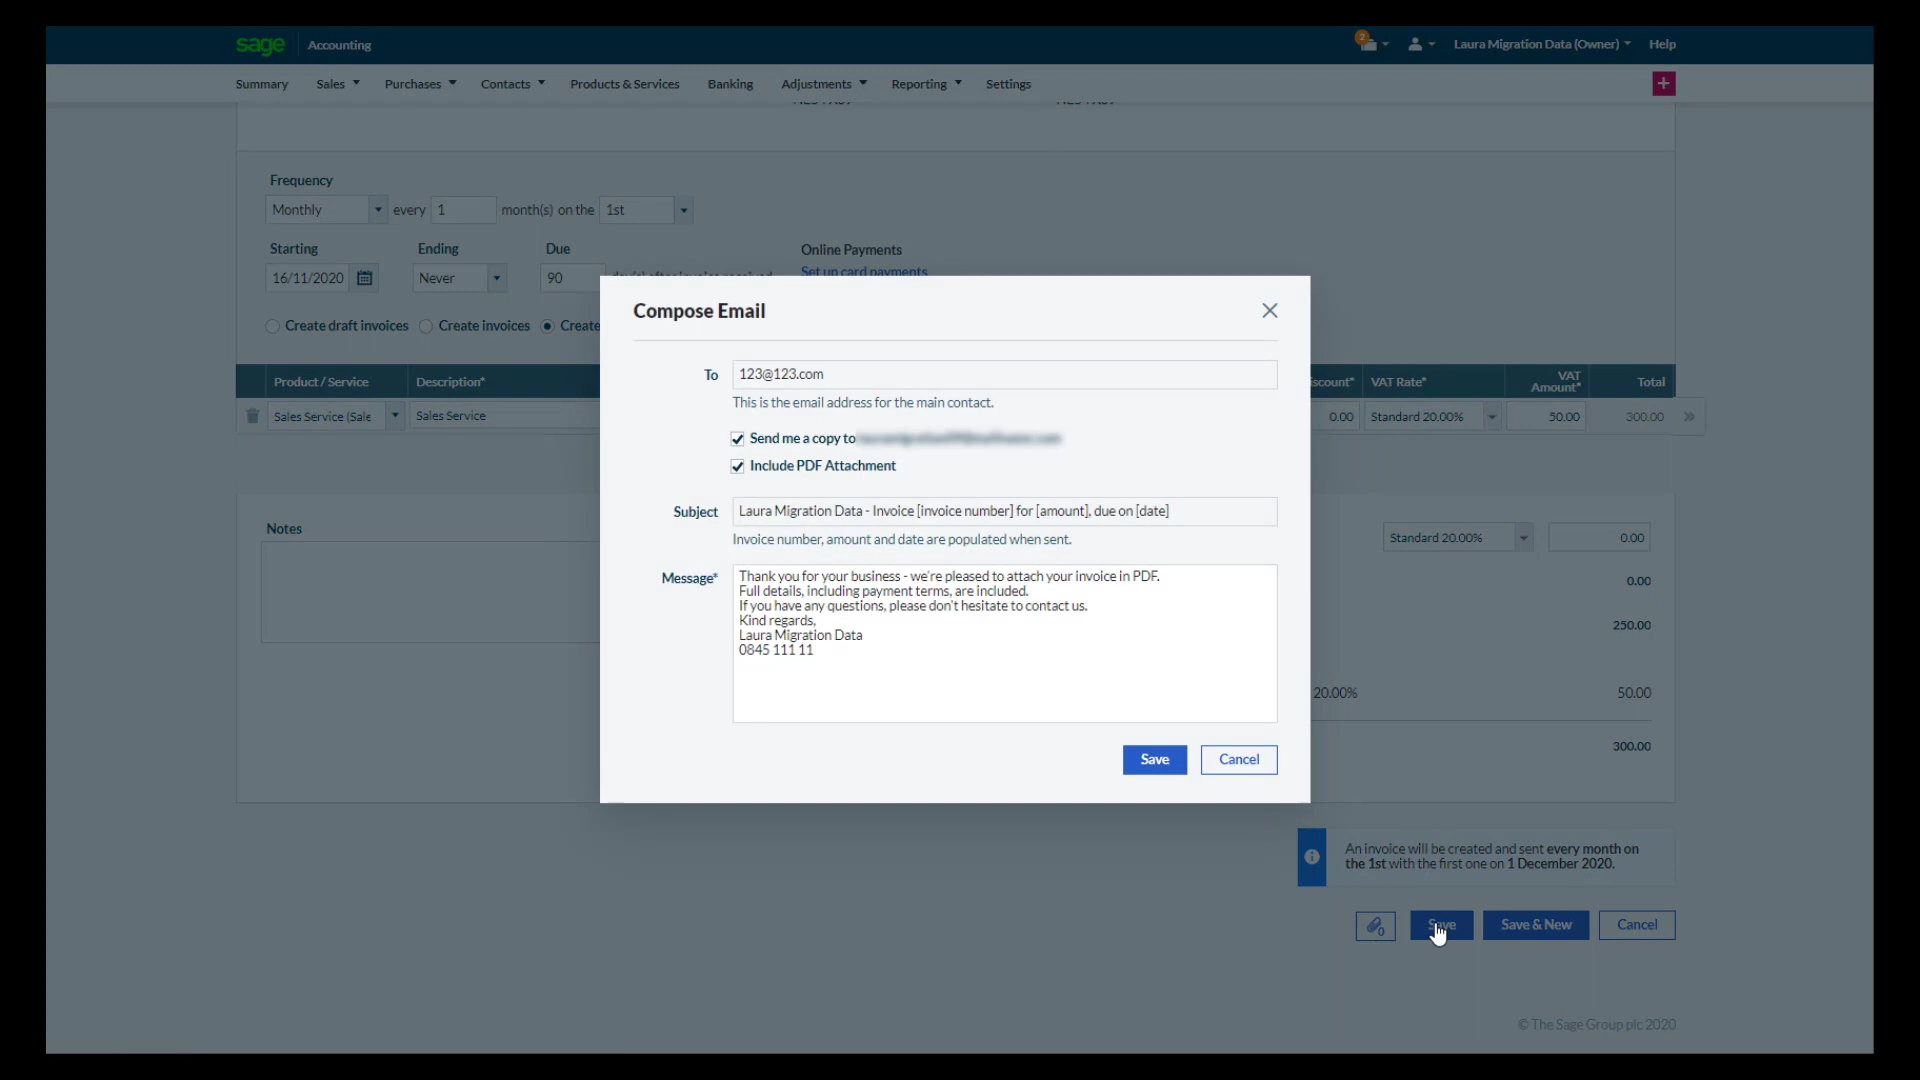 sage Accounting 2 Laura Migration Data (Owner) Help
Summary Sales Purchases Contacts Products & Services Banking Adjustments Reporting Settings +
Frequency
Monthly every 1 month(s) on the 1st
Starting Ending Due Online Payments
16/11/2020 Never 90 day(s) after invoice received Set up card payments
Create draft invoices Create invoices Create
Product / Service Description* VAT Rate* VAT Amount* Total
Sales Service (Sale Sales Service 0.00 Standard 20.00% 50.00 300.00
Compose Email
To 123@123.com
This is the email address for the main contact.
Send me a copy to
Include PDF Attachment
Subject Laura Migration Data - Invoice [invoice number] for [amount], due on [date]
Invoice number, amount and date are populated when sent.
Message* Thank you for your business - we're pleased to attach your invoice in PDF.
Full details, including payment terms, are included.
If you have any questions, please don't hesitate to contact us.
Kind regards,
Laura Migration Data
0845 111 11
Save Cancel
Notes
Standard 20.00% 0.00
0.00
250.00
20.00% 50.00
300.00
An invoice will be created and sent every month on
the 1st with the first one on 1 December 2020.
0 Save Save & New Cancel
© The Sage Group plc 2020